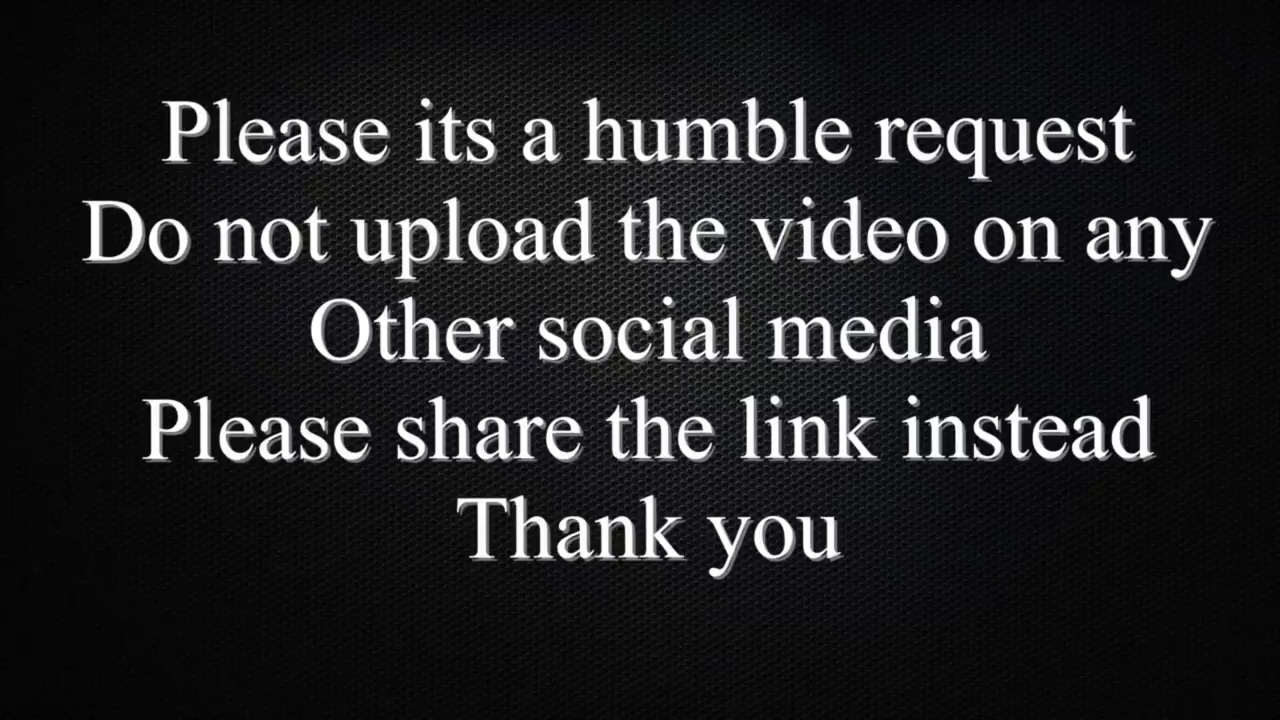 Please its a humble request
Do not upload the video on any
Other social media
Please share the link instead
Thank you